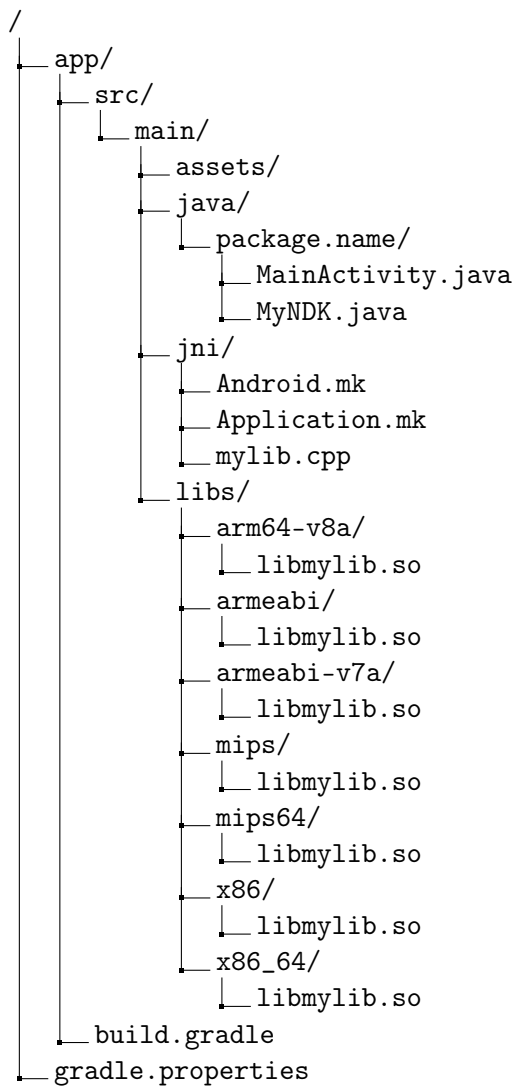 /
app/
src/
main/
assets/
java/
package.name/
MainActivity.java
MyNDK.java
jni/
Android.mk
Application.mk
mylib.cpp
libs/
arm64-v8a/
libmylib.so
armeabi/
libmylib.so
armeabi-v7a/
libmylib.so
mips/
libmylib.so
mips64/
libmylib.so
x86/
libmylib.so
x86_64/
libmylib.so
build.gradle
gradle.properties